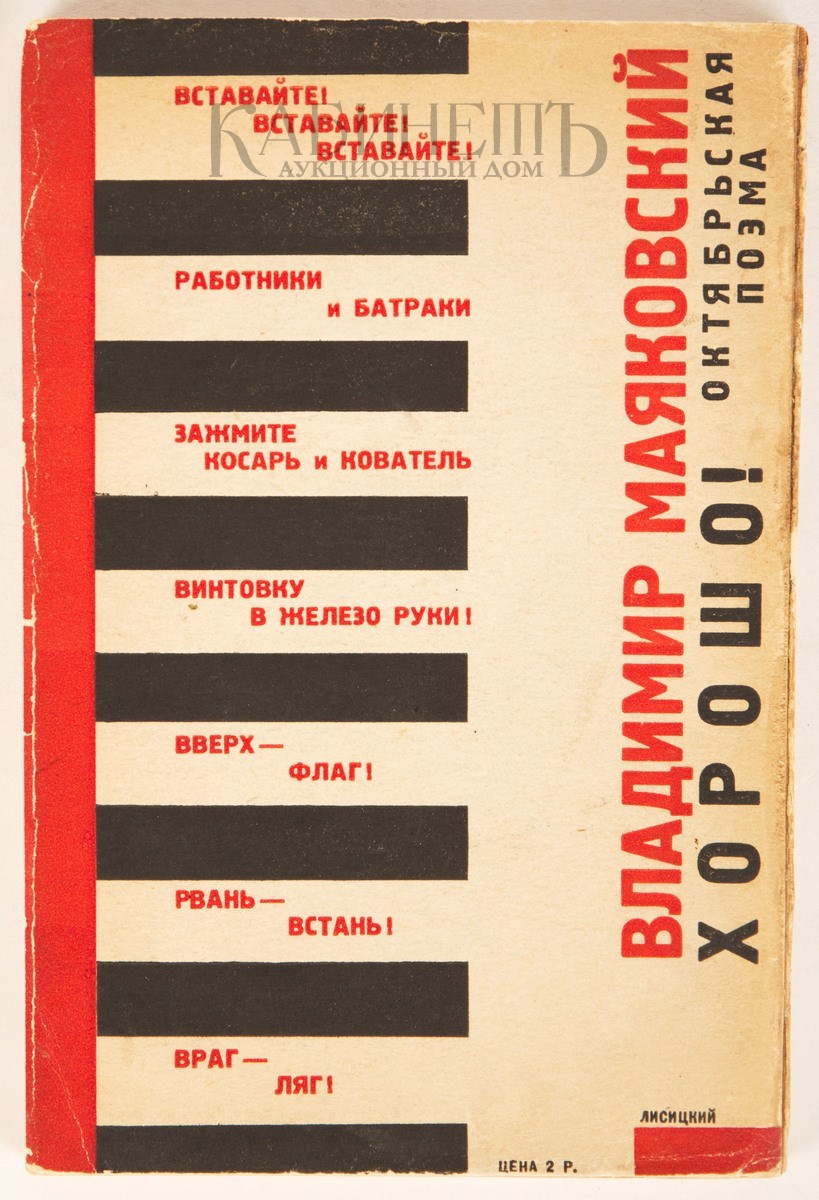 ВСТАВАЙТЕ!
ВСТАВАЙТЕ!
ВСТАВАЙТЕ!
КАБИНЕТЪ
АУКЦИОННЫЙ ДОМ
РАБОТНИКИ
и БАТРАКИ
ЗАЖМИТЕ
КОСАРЬ и КОВАТЕЛЬ
ВИНТОВКУ
В ЖЕЛЕЗО РУКИ!
ВВЕРХ—
ФЛАГ!
РВАНЬ—
ВСТАНЬ!
ВРАГ—
ЛЯГ!
ВЛАДИМИР МАЯКОВСКИЙ
ХОРОШО!
ОКТЯБРЬСКАЯ
ПОЭМА
ЛИСИЦКИЙ
ЦЕНА 2 Р.